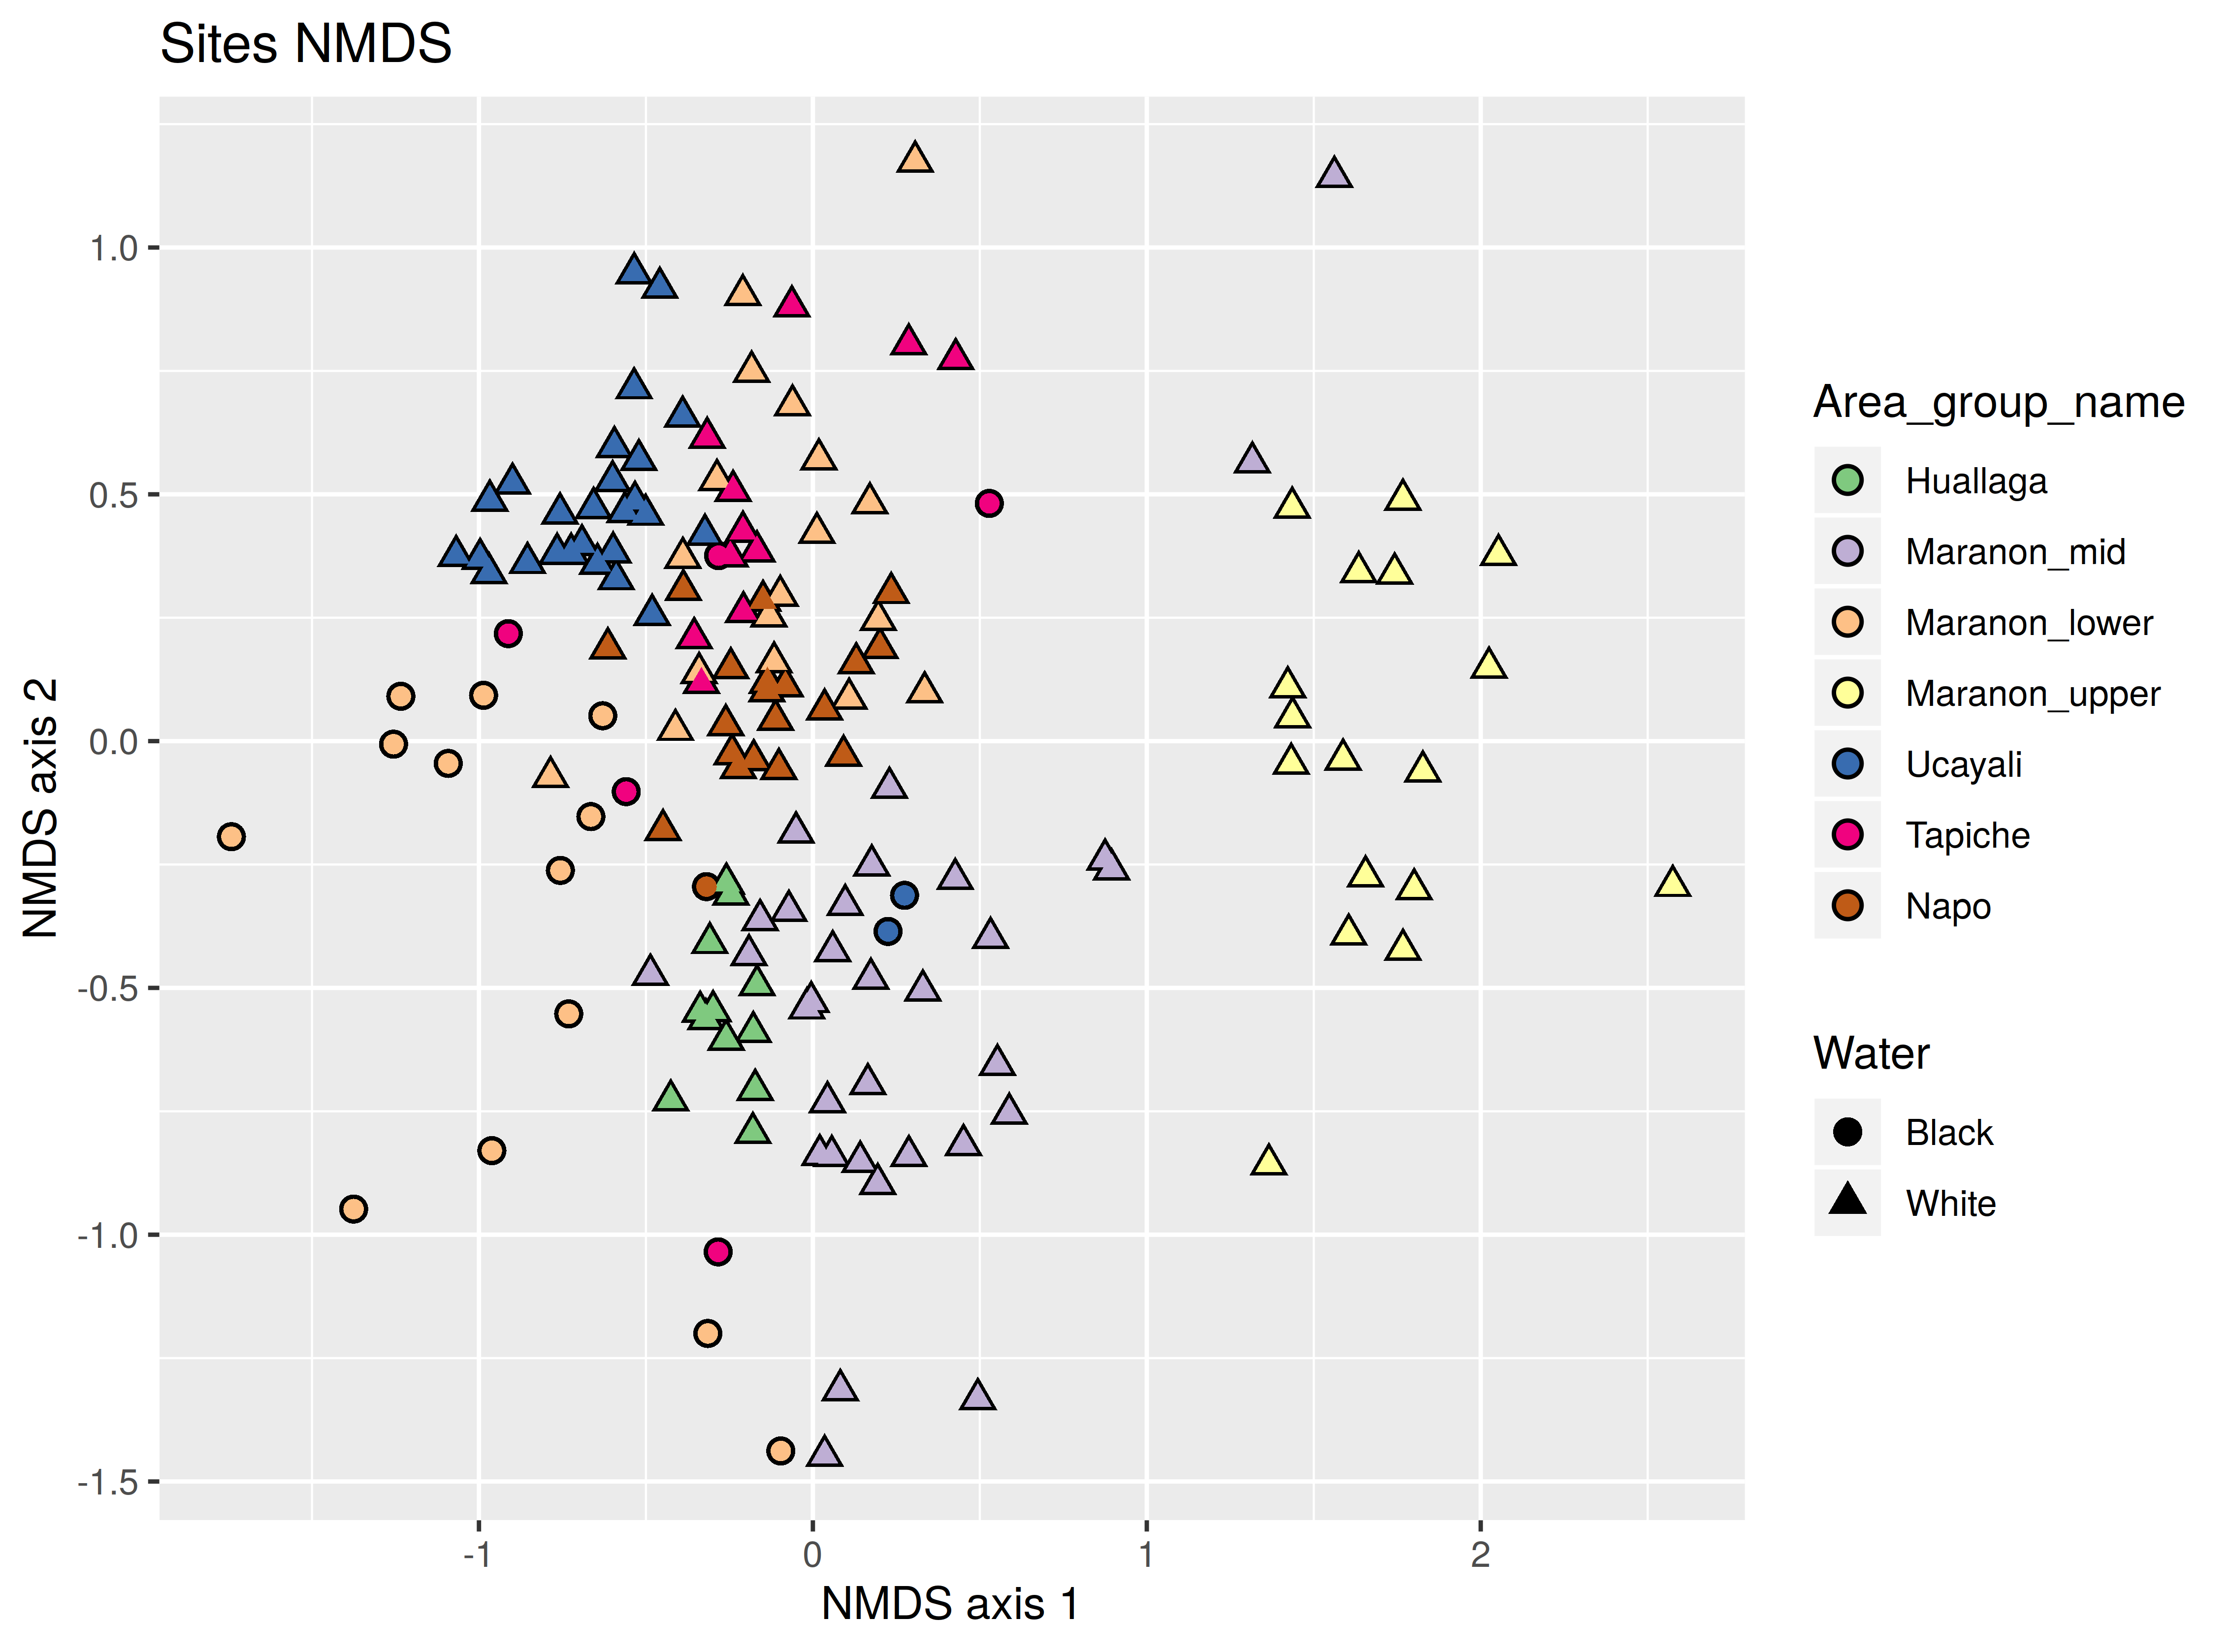 Sites NMDS
1.0
0.5
0.0
-0.5
-1.0
-1.5
NMDS axis 2
-1
0
1
2
NMDS axis 1
Area_group_name
Huallaga
Maranon_mid
Maranon_lower
Maranon_upper
Ucayali
Tapiche
Napo
Water
Black
White